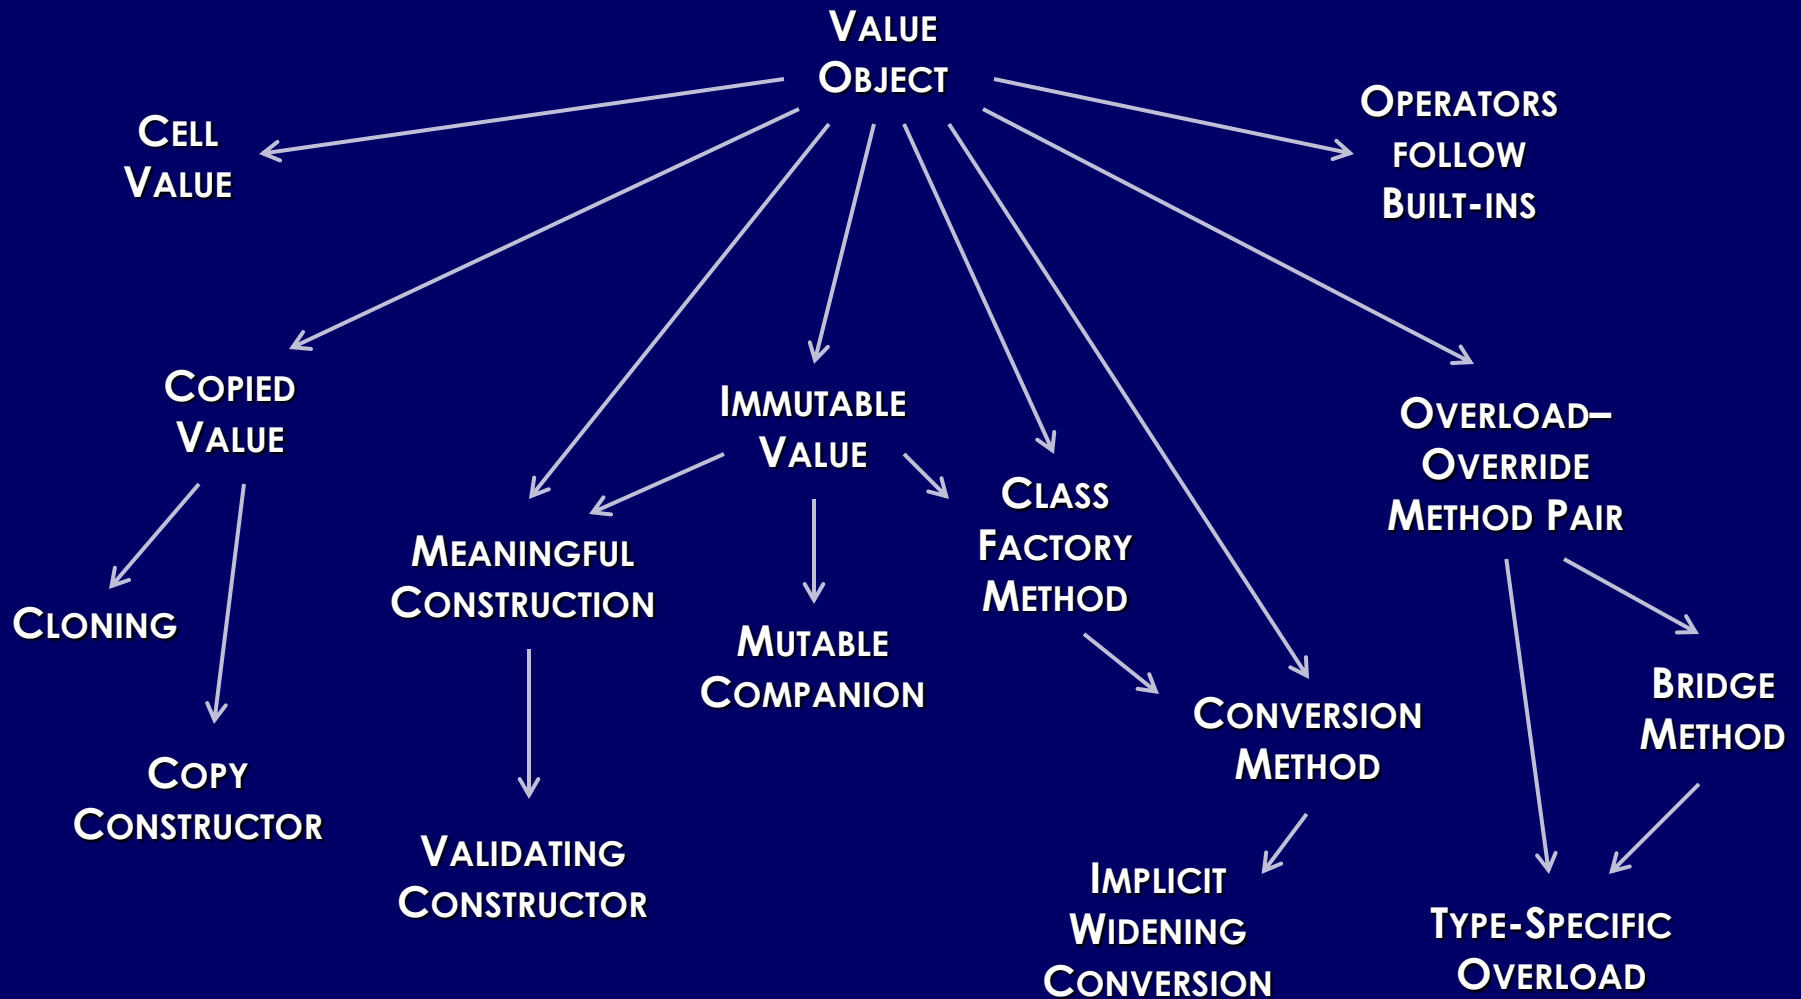 VALUE
OBJECT
CELL
VALUE
OPERATORS
FOLLOW
BUILT-INS
COPIED
VALUE
IMMUTABLE
VALUE
OVERLOAD–
OVERRIDE
METHOD PAIR
CLASS
FACTORY
METHOD
MEANINGFUL
CONSTRUCTION
CLONING
MUTABLE
COMPANION
BRIDGE
METHOD
CONVERSION
METHOD
COPY
CONSTRUCTOR
VALIDATING
CONSTRUCTOR
IMPLICIT
WIDENING
CONVERSION
TYPE-SPECIFIC
OVERLOAD